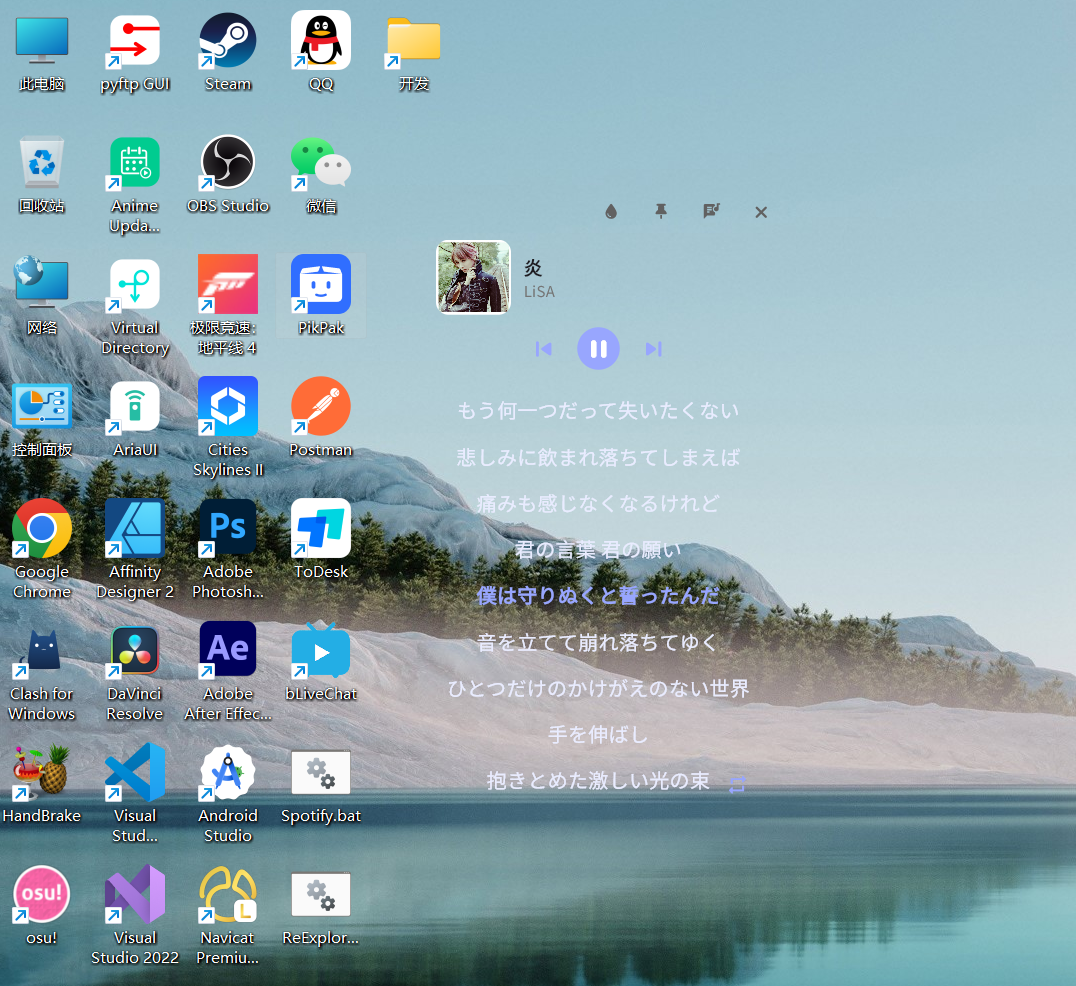 此电脑
pyftp GUI
Steam
QQ
开发
回收站
Anime
Upda...
OBS Studio
微信
网络
Virtual
Directory
极限竞速:
地平线 4
PikPak
控制面板
AriaUI
Cities
Skylines II
Postman
Google
Chrome
Affinity
Designer 2
Ps
Adobe
Photosh...
ToDesk
Clash for
Windows
DaVinci
Resolve
Ae
Adobe
After Effec...
bLiveChat
HandBrake
Visual
Stud...
Android
Studio
Spotify.bat
osu!
osu!
Visual
Studio 2022
L
Navicat
Premiu...
ReExplor...
炎
LiSA
もう何一つだって失いたくない
悲しみに飲まれ落ちてしまえば
痛みも感じなくなるけれど
君の言葉 君の願い
僕は守りぬくと誓ったんだ
音を立てて崩れ落ちてゆく
ひとつだけのかけがえのない世界
手を伸ばし
抱きとめた激しい光の束